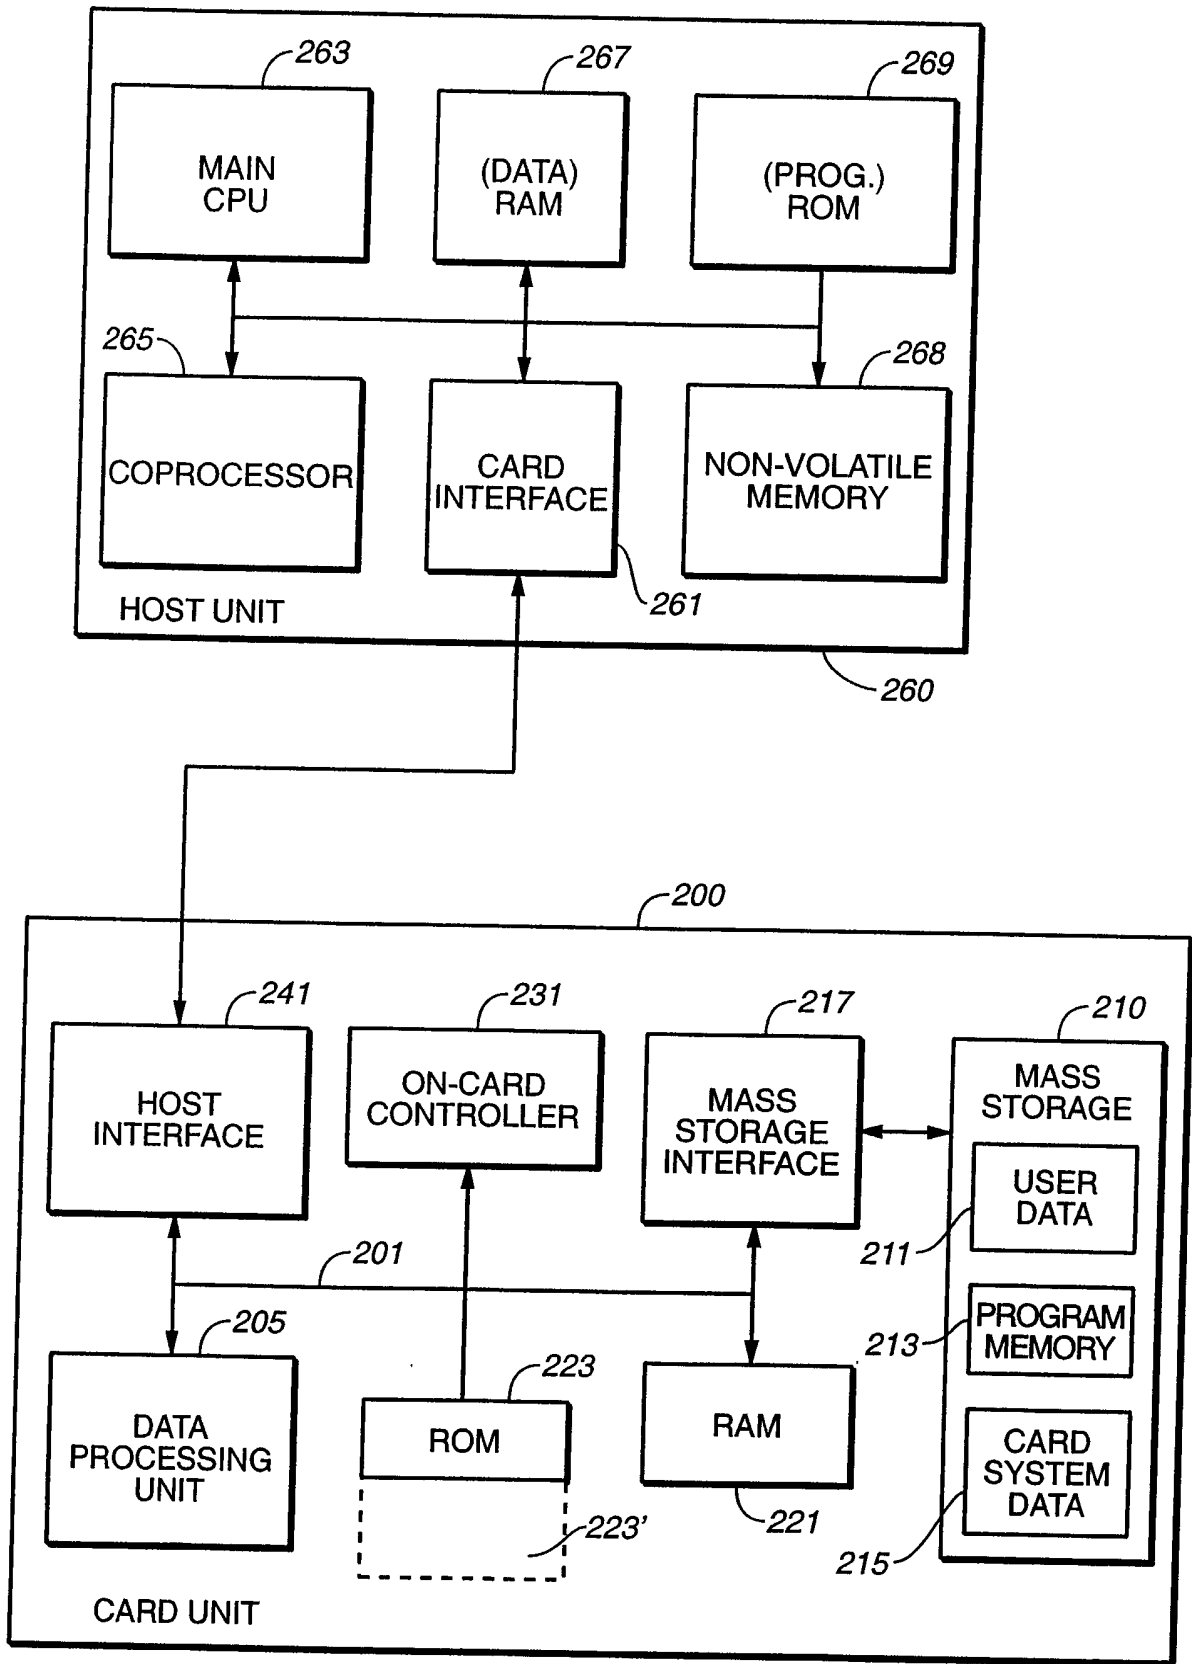 263
267
269
MAIN
CPU
(DATA)
RAM
(PROG.)
ROM
265
268
COPROCESSOR
CARD
INTERFACE
NON-VOLATILE
MEMORY
261
HOST UNIT
260
200
241
231
217
210
HOST
INTERFACE
ON-CARD
CONTROLLER
MASS
STORAGE
INTERFACE
MASS
STORAGE
USER
DATA
211
201
205
213
PROGRAM
MEMORY
223
DATA
PROCESSING
UNIT
ROM
RAM
CARD
SYSTEM
DATA
221
223'
215
CARD UNIT